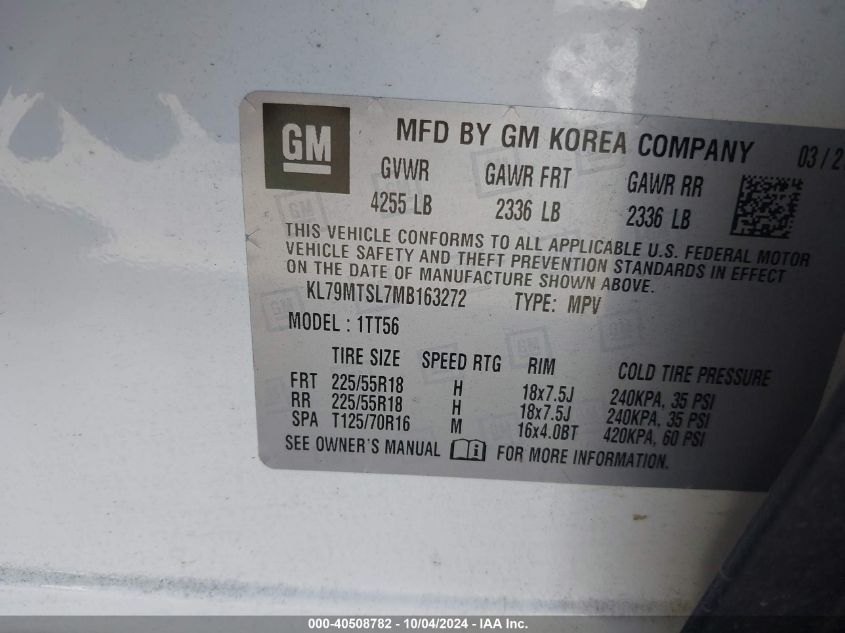 GM
MFD BY GM KOREA COMPANY 03/2
GVWR GAWR FRT GAWR RR
4255 LB 2336 LB 2336 LB
THIS VEHICLE CONFORMS TO ALL APPLICABLE U.S. FEDERAL MOTOR
VEHICLE SAFETY AND THEFT PREVENTION STANDARDS IN EFFECT
ON THE DATE OF MANUFACTURE SHOWN ABOVE.
KL79MTSL7MB163272 TYPE: MPV
MODEL: 1TT56
TIRE SIZE SPEED RTG RIM COLD TIRE PRESSURE
FRT 225/55R18 H 18x7.5J 240KPA, 35 PSI
RR 225/55R18 H 18x7.5J 240KPA, 35 PSI
SPA T125/70R16 M 16x4.0BT 420KPA, 60 PSI
SEE OWNER'S MANUAL FOR MORE INFORMATION.
000-40508782 - 10/04/2024 - IAA Inc.